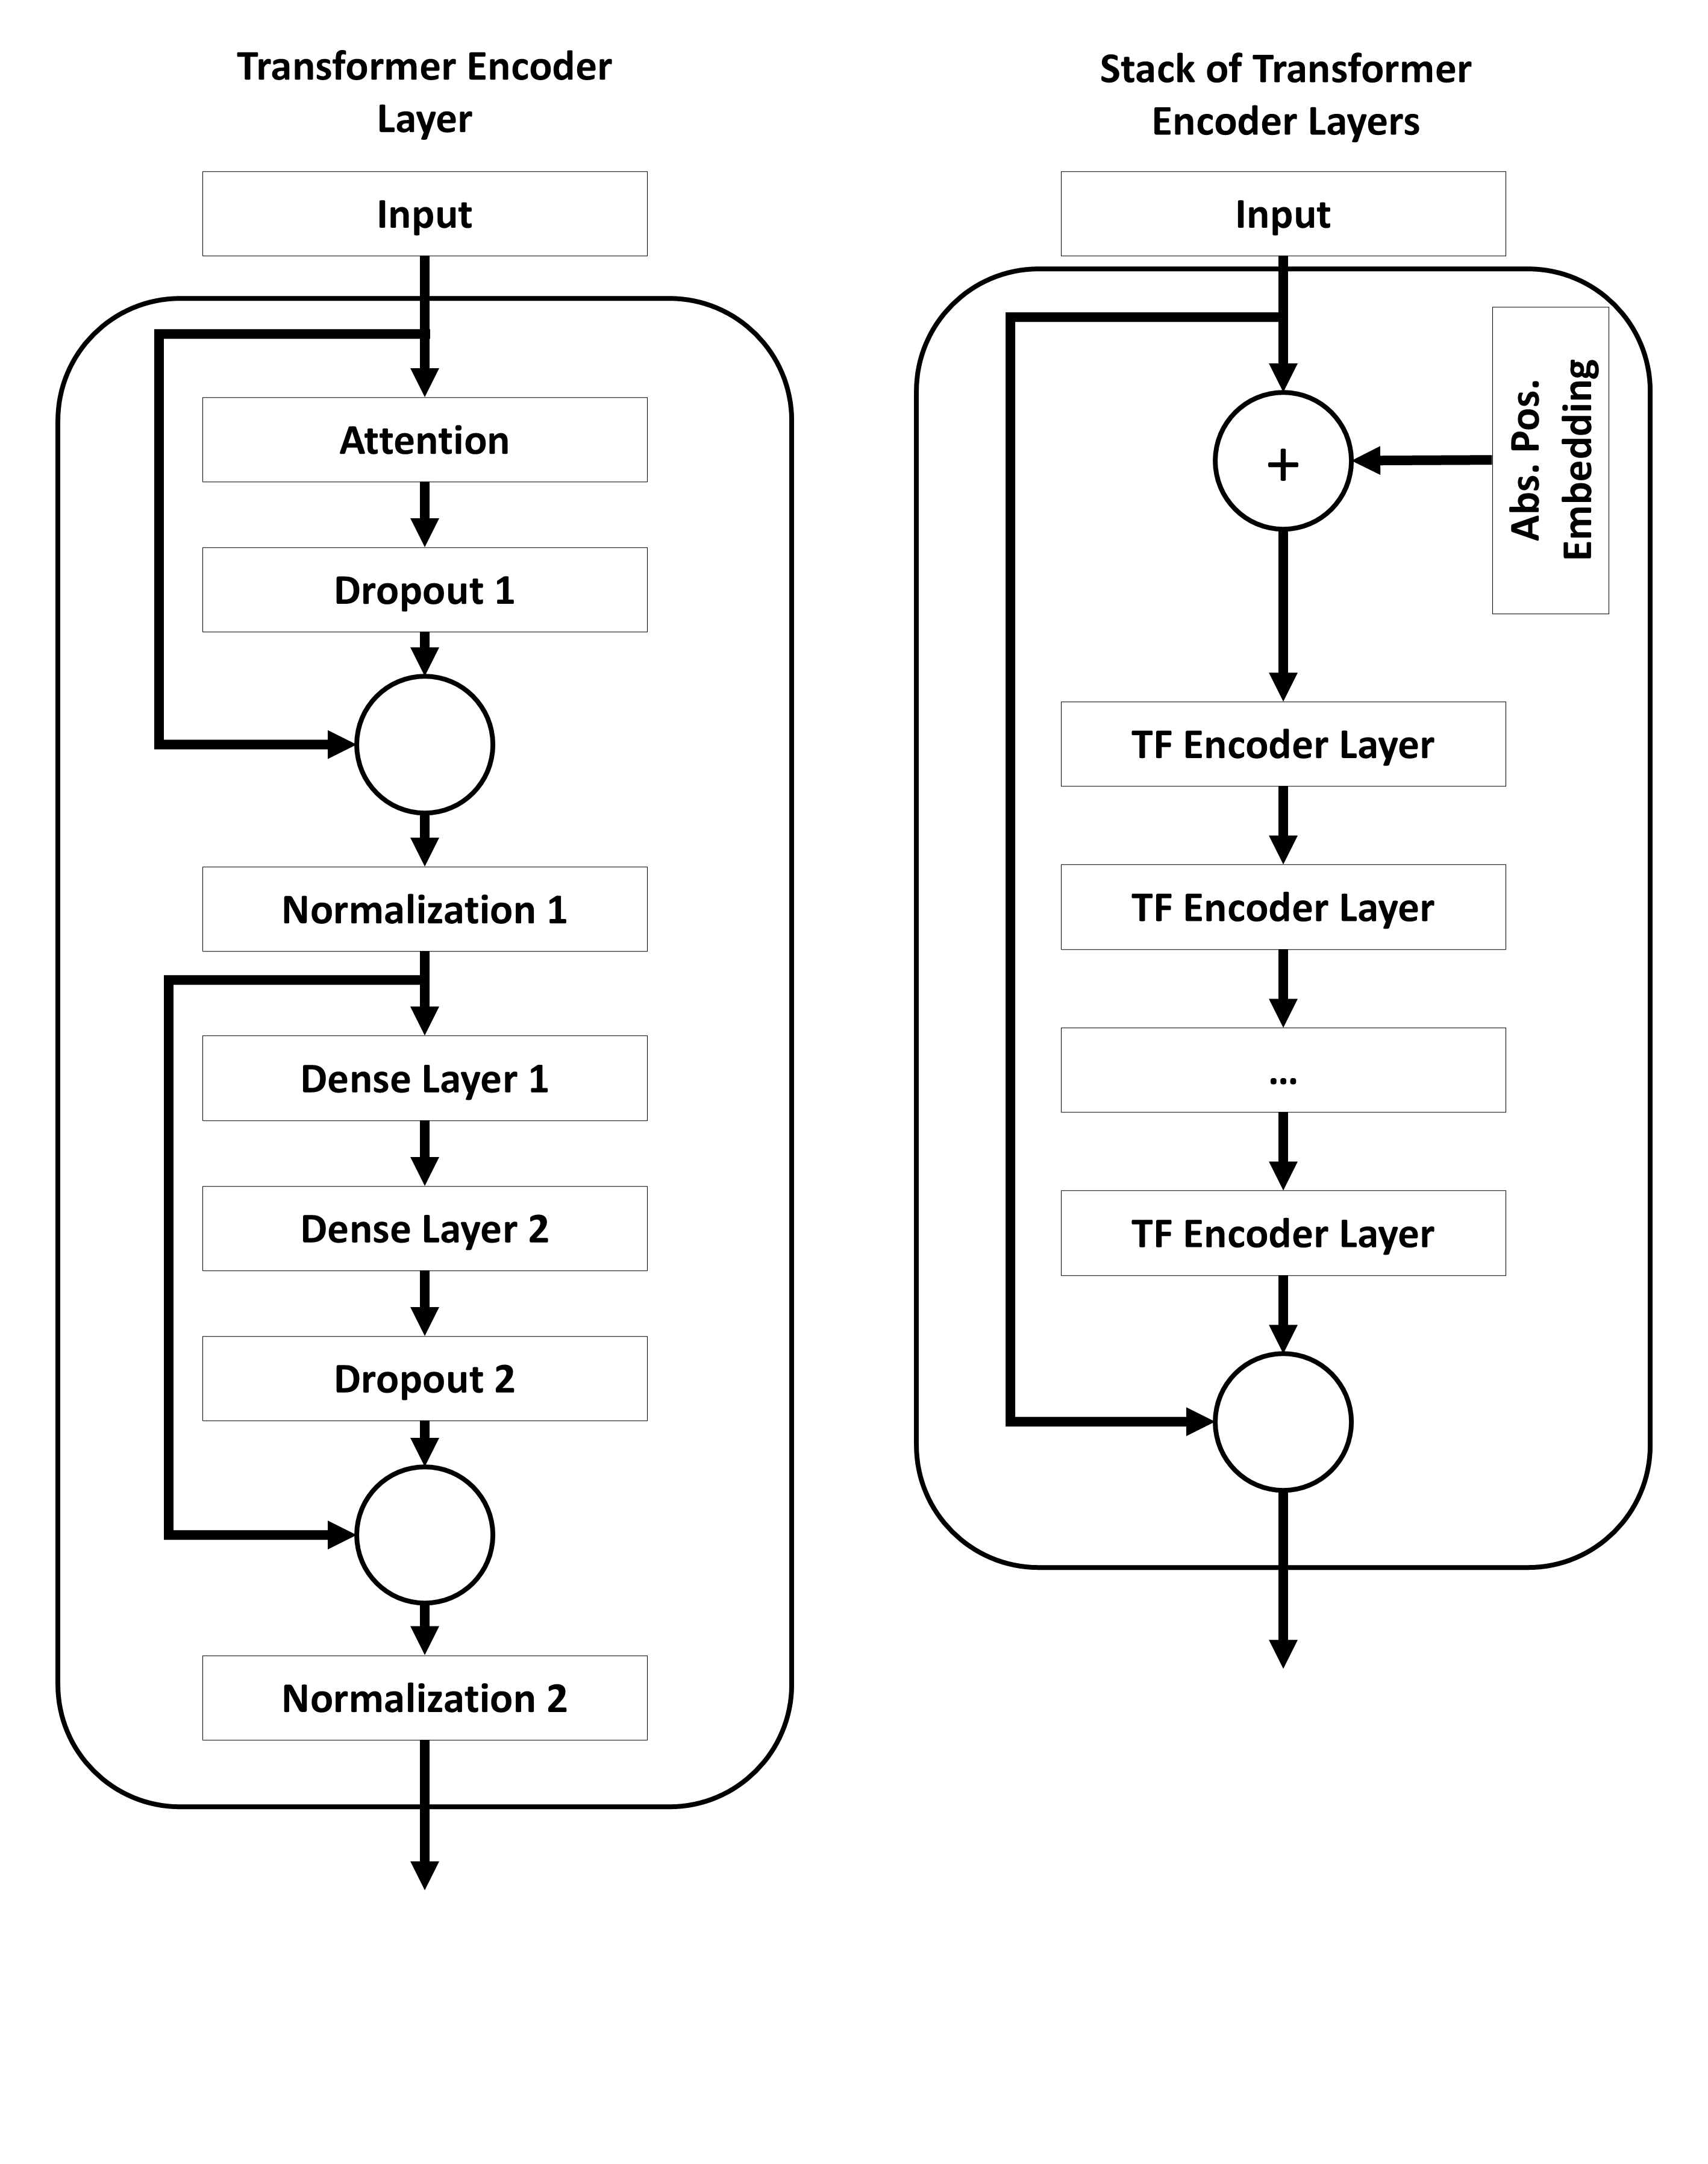 Transformer Encoder
Layer
Input
Attention
Dropout 1
Normalization 1
Dense Layer 1
Dense Layer 2
Dropout 2
Normalization 2
Stack of Transformer
Encoder Layers
Input
+
Abs. Pos.
Embedding
TF Encoder Layer
TF Encoder Layer
...
TF Encoder Layer